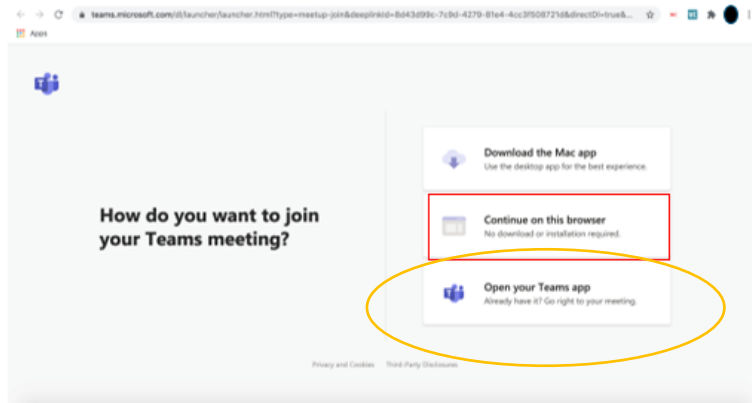 teams.microsoft.com/dl/launcher/launcher.html?type=meetup-join&deeplinkId=8d43d99c-7c9d-4279-81e4-4cc3f508721d&directDl=true&...
Apps
Download the Mac app
Use the desktop app for the best experience.
How do you want to join
your Teams meeting?
Continue on this browser
No download or installation required.
Open your Teams app
Already have it? Go right to your meeting.
Privacy and Cookies
Third-Party Disclosures